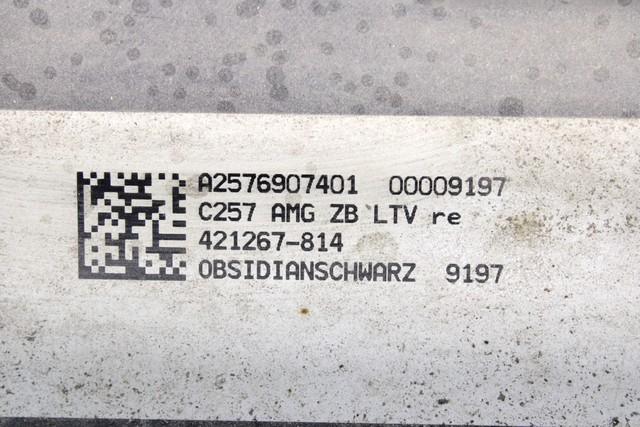 A2576907401 00009197
C257 AMG ZB LTV re
421267-814
OBSIDIANSCHWARZ 9197